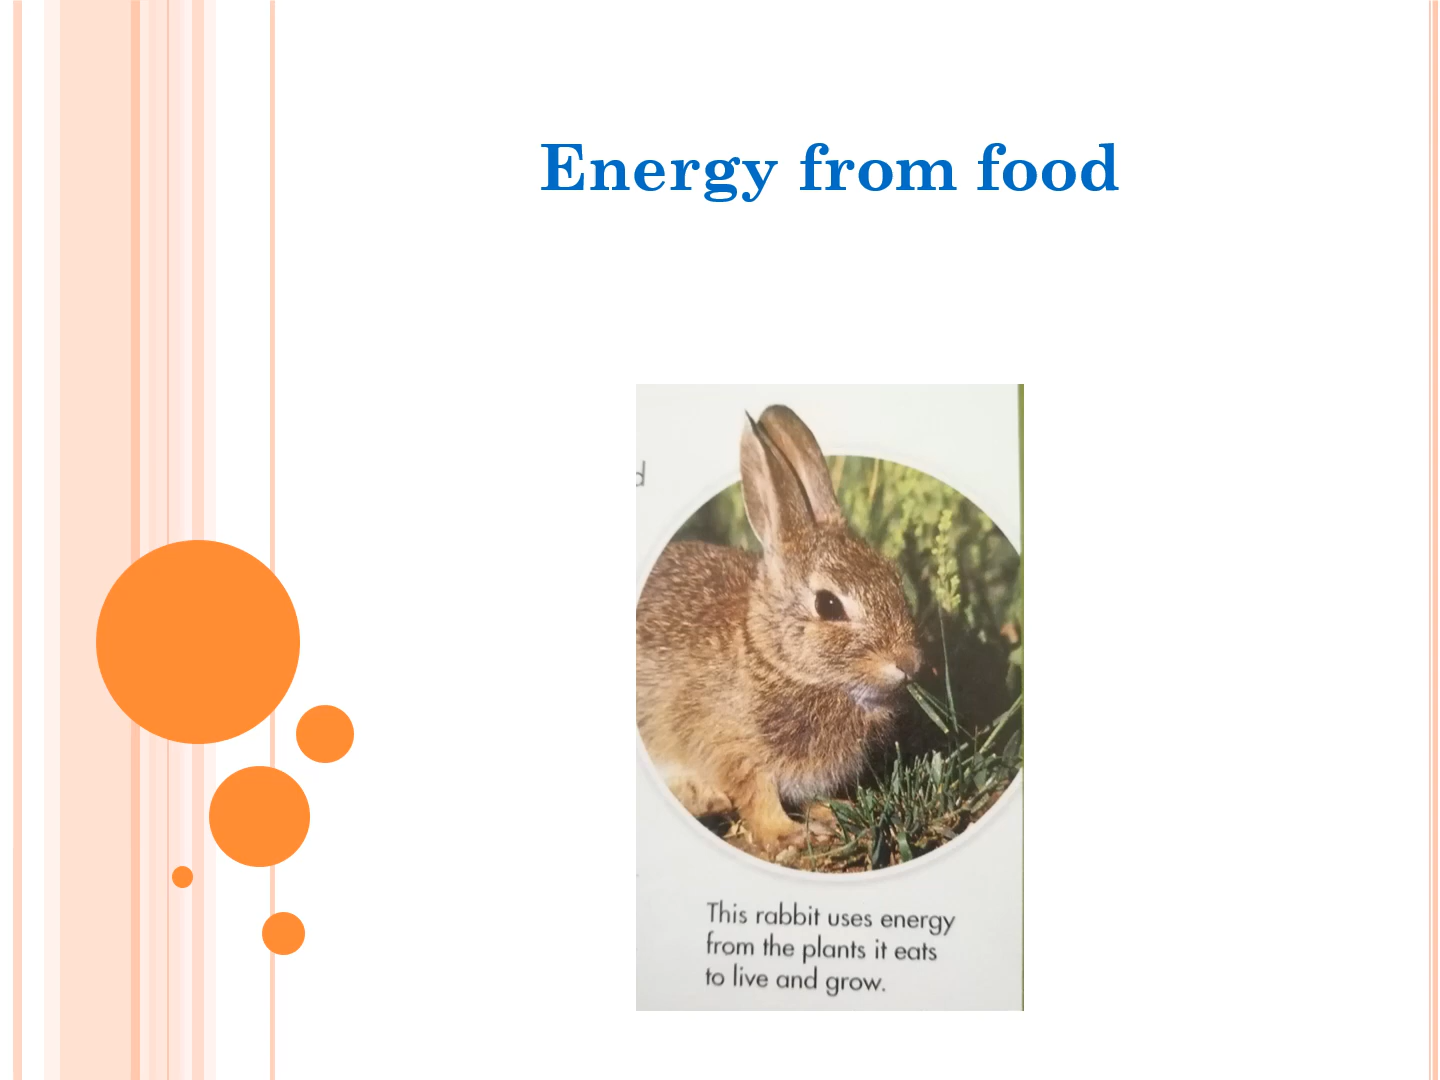 Energy from food
This rabbit uses energy
from the plants it eats
to live and grow.